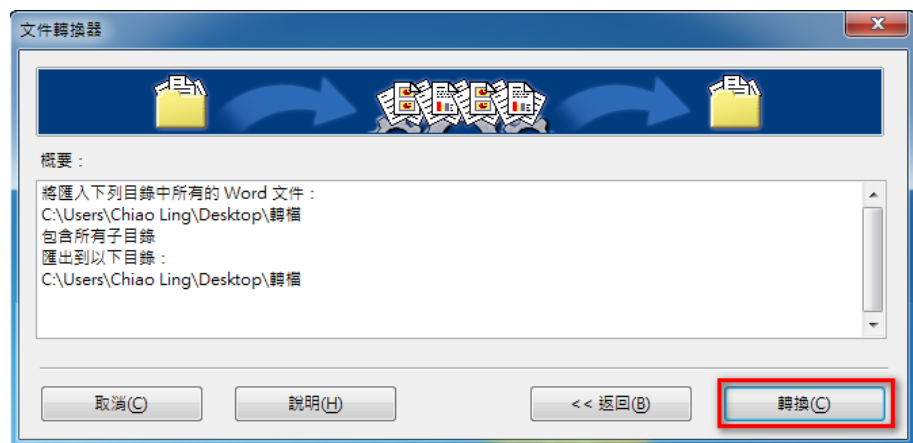 文件轉換器
概要：
將匯入下列目錄中所有的 Word 文件：
C:\Users\Chiao Ling\Desktop\轉檔
包含所有子目錄
匯出到以下目錄：
C:\Users\Chiao Ling\Desktop\轉檔
取消(C)
說明(H)
<< 返回(B)
轉換(C)